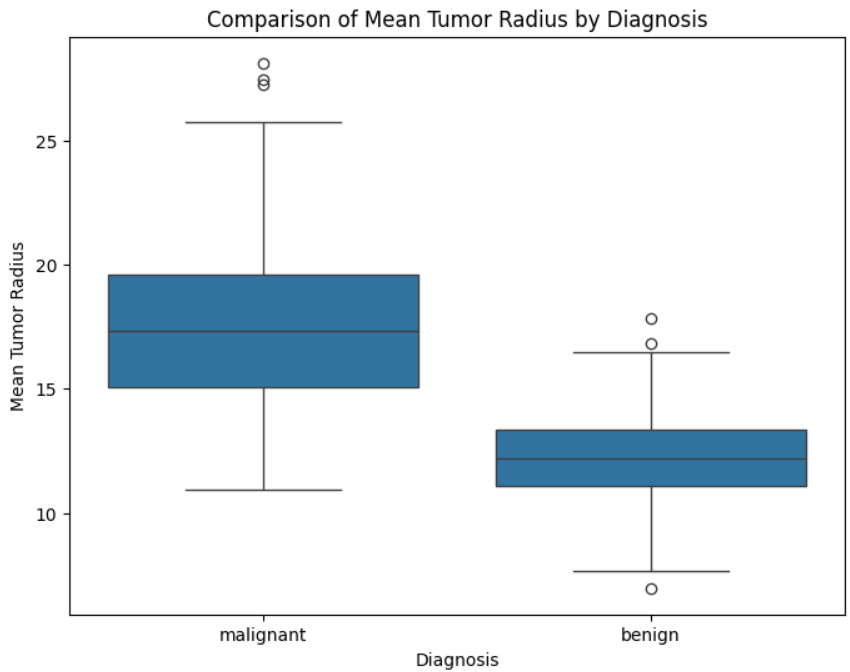 Comparison of Mean Tumor Radius by Diagnosis
25
20
15
10
Mean Tumor Radius
malignant
benign
Diagnosis